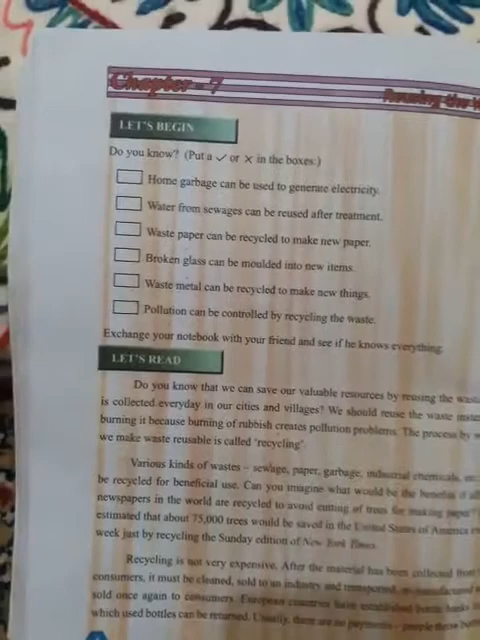 Chapter - 7
Reusing the W
LET'S BEGIN
Do you know? (Put a ✓ or × in the boxes.)
Home garbage can be used to generate electricity.
Water from sewages can be reused after treatment.
Waste paper can be recycled to make new paper.
Broken glass can be moulded into new items.
Waste metal can be recycled to make new things.
Pollution can be controlled by recycling the waste.
Exchange your notebook with your friend and see if he knows everything.
LET'S READ
Do you know that we can save our valuable resources by reusing the waste
is collected everyday in our cities and villages? We should reuse the waste
burning it because burning of rubbish creates pollution problems. The process by
we make waste reusable is called 'recycling'
Various kinds of wastes – sewage, paper, garbage, industrial chemicals, etc.
be recycled for beneficial use. Can you imagine what would be the benefits if all
newspapers in the world are recycled to avoid cutting of trees for making paper?
estimated that about 75,000 trees would be saved in the United States of America
week just by recycling the Sunday edition of New York Times.
Recycling is not very expensive. After the material has been collected from
consumers, it must be cleaned, sold to an industry and transported,
sold once again to consumers. European countries have established bottle banks
which used bottles can be returned. Usually, there are no payments – people